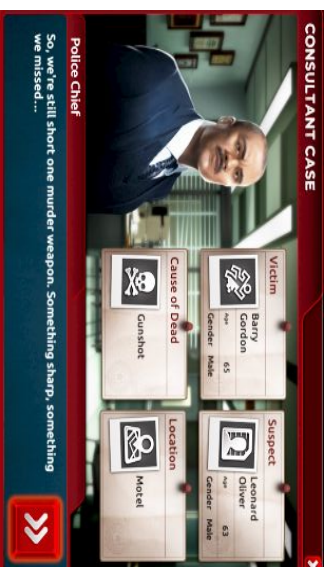 CONSULTANT CASE
Victim
Barry
Gordon
Age 65
Gender Male
Suspect
Leonard
Oliver
Age 63
Gender Male
Cause of Dead
Gunshot
Location
Motel
Police Chief
So, we're still short one murder weapon. Something sharp, something
we missed...